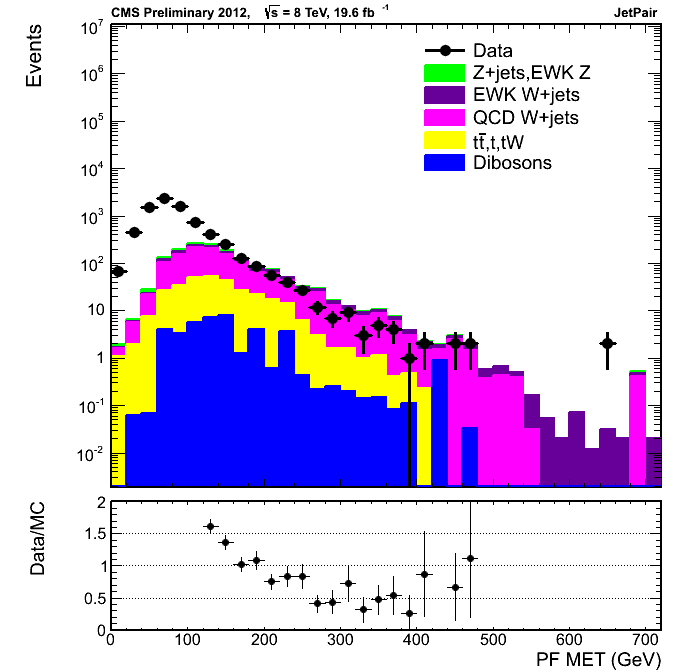 CMS Preliminary 2012, √s = 8 TeV, 19.6 fb⁻¹ JetPair
Events
10⁷
10⁶
10⁵
10⁴
10³
10²
10
1
10⁻¹
10⁻²
Data
Z+jets,EWK Z
EWK W+jets
QCD W+jets
tt̄,t,tW
Dibosons
Data/MC
2
1.5
1
0.5
0
0 100 200 300 400 500 600 700
PF MET (GeV)